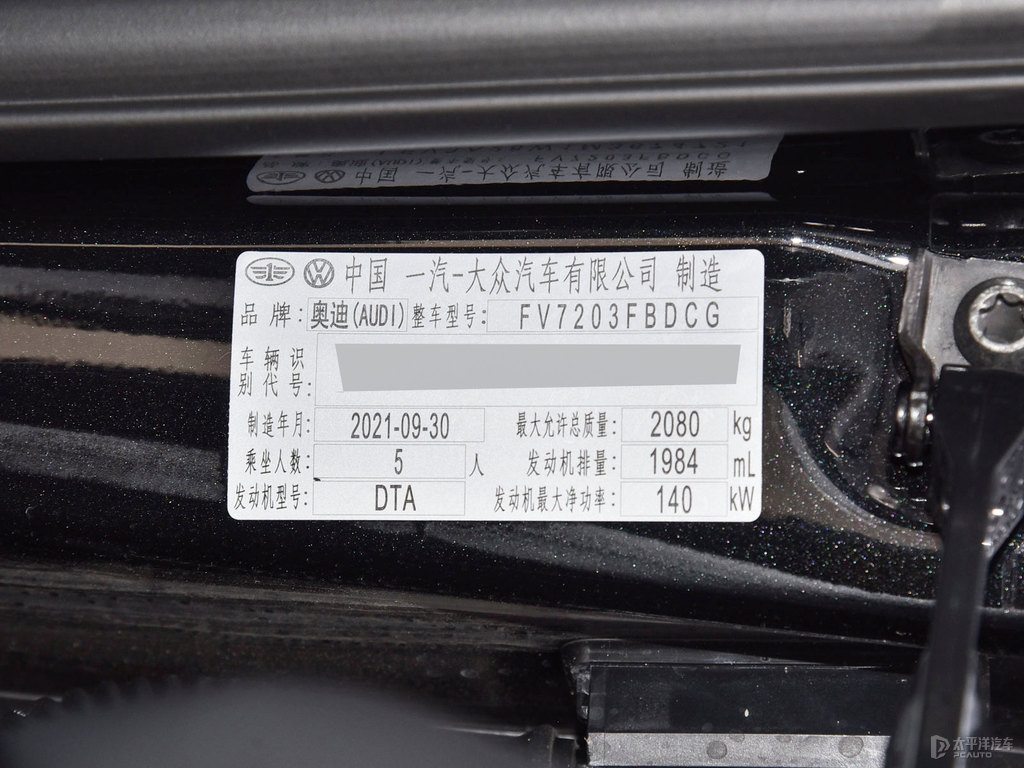 中国 一汽-大众汽车有限公司 制造
品牌: 奥迪(AUDI) 整车型号: FV7203FBDCG
车辆识
别代号:
制造年月: 2021-09-30 最大允许总质量: 2080 kg
乘坐人数: 5 人 发动机排量: 1984 mL
发动机型号: DTA 发动机最大净功率: 140 kW
太平洋汽车
PCAUTO